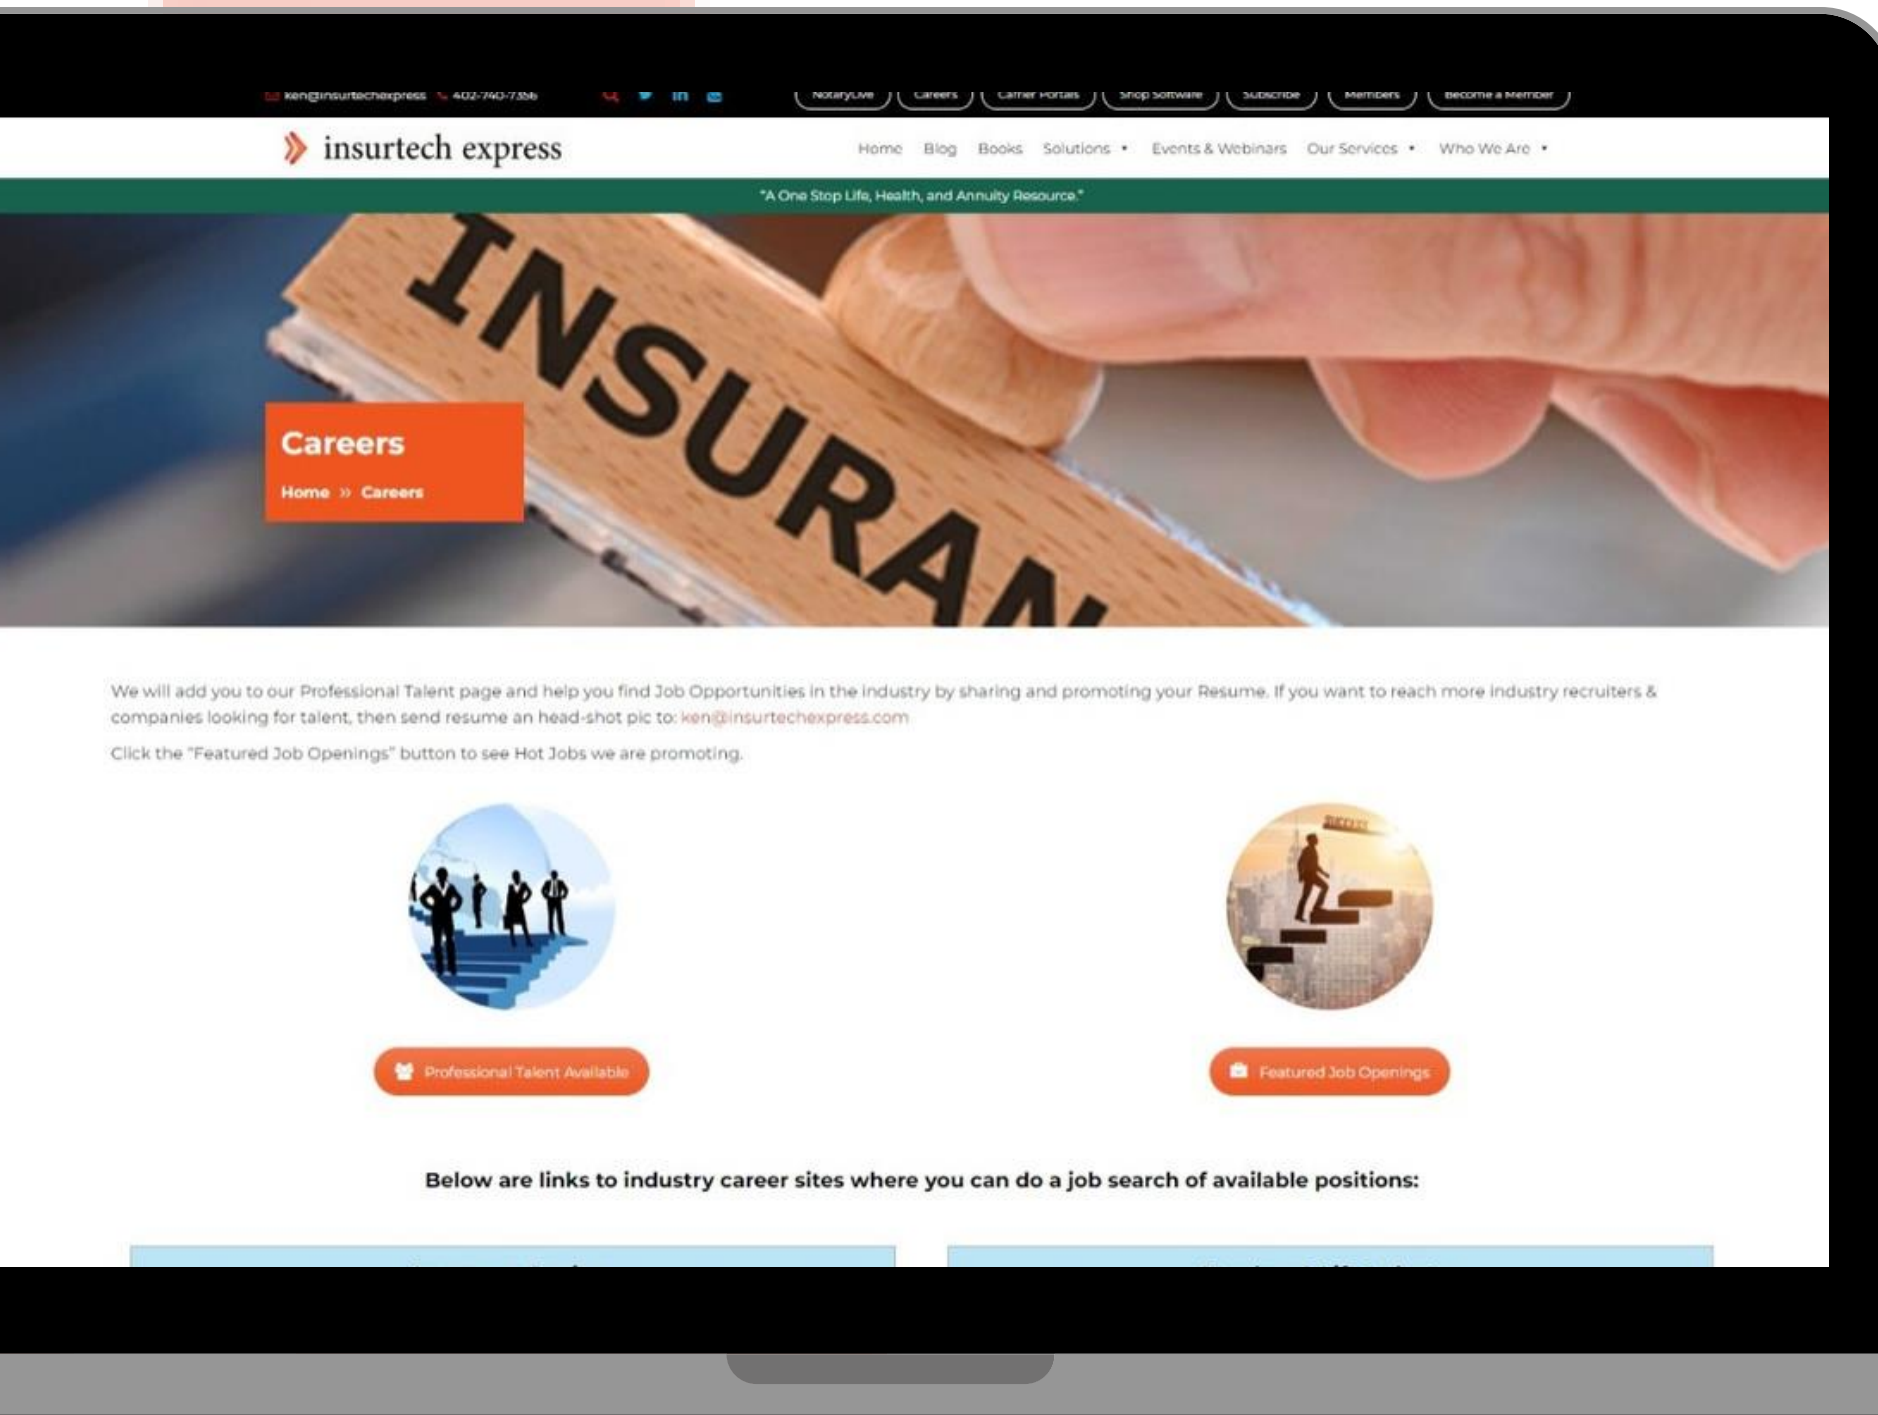 ken@insurtechexpress 402-740-7356 in NotaryLive Careers Carrier Portals Shop Software Subscribe Members Become a Member
insurtech express Home Blog Books Solutions Events & Webinars Our Services Who We Are
"A One Stop Life, Health, and Annuity Resource."
INSURAN
Careers
Home » Careers
We will add you to our Professional Talent page and help you find Job Opportunities in the industry by sharing and promoting your Resume. If you want to reach more industry recruiters &
companies looking for talent, then send resume an head-shot pic to: ken@insurtechexpress.com
Click the "Featured Job Openings" button to see Hot Jobs we are promoting.
SUCCESS
Professional Talent Available Featured Job Openings
Below are links to industry career sites where you can do a job search of available positions: